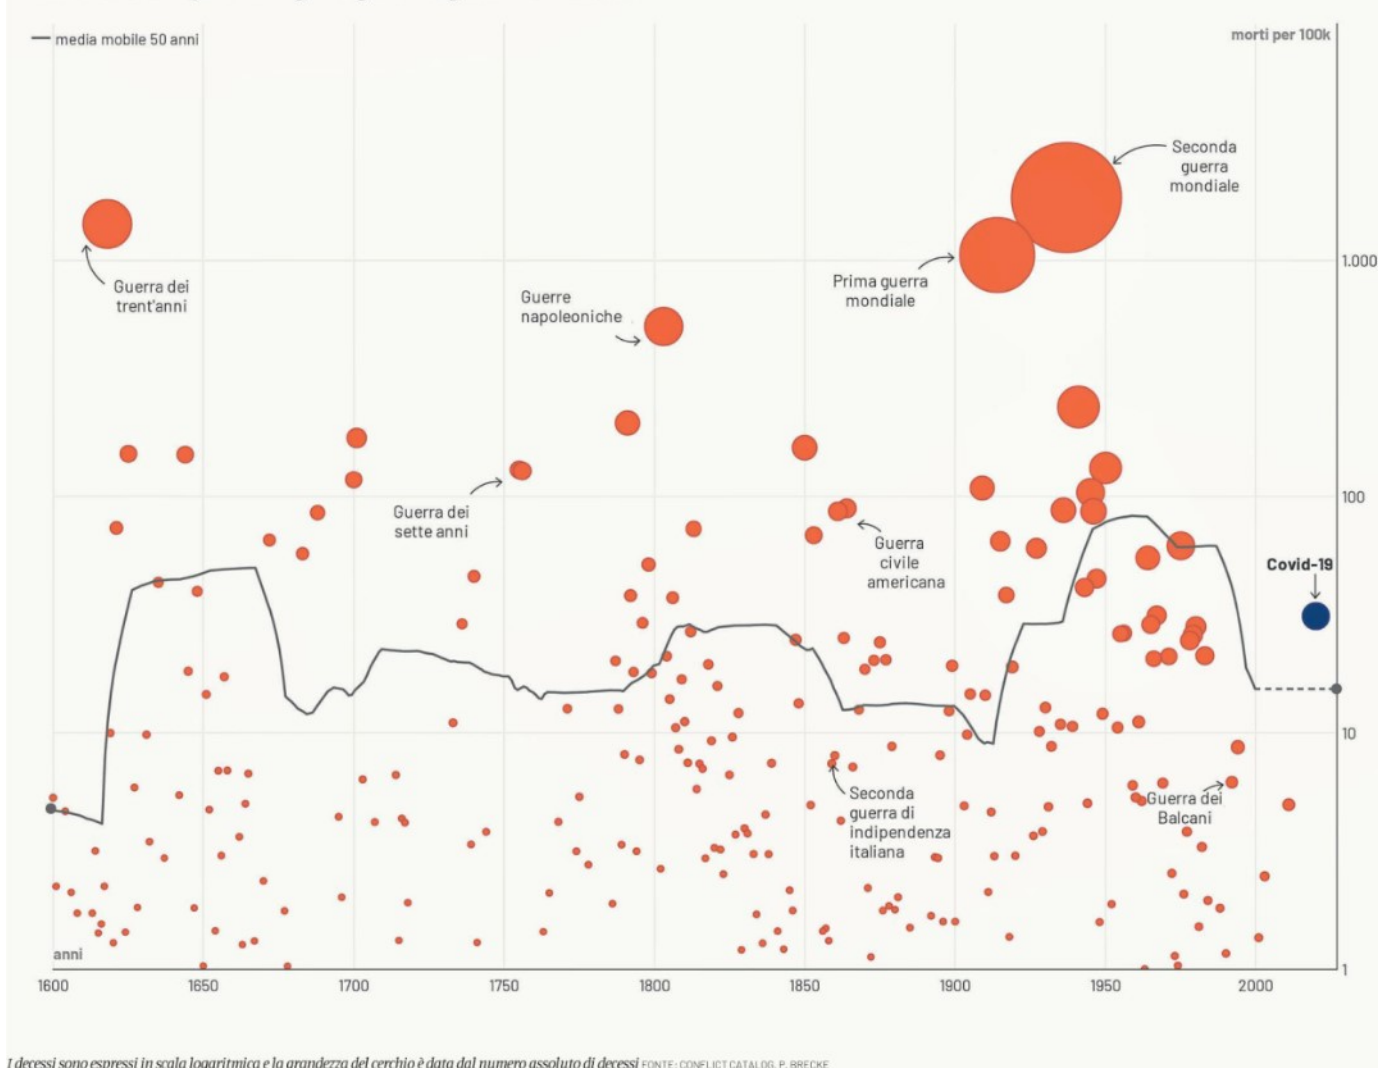 media mobile 50 anni
morti per 100k
Seconda
guerra
mondiale
1.000
Guerra dei
trent'anni
Guerre
napoleoniche
Prima guerra
mondiale
100
Guerra dei
sette anni
Guerra
civile
americana
Covid-19
10
Seconda
guerra di
indipendenza
italiana
Guerra dei
Balcani
anni
1
1600 1650 1700 1750 1800 1850 1900 1950 2000
I decessi sono espressi in scala logaritmica e la grandezza del cerchio è data dal numero assoluto di decessi FONTE: CONFLICT CATALOG, P. BRECKE